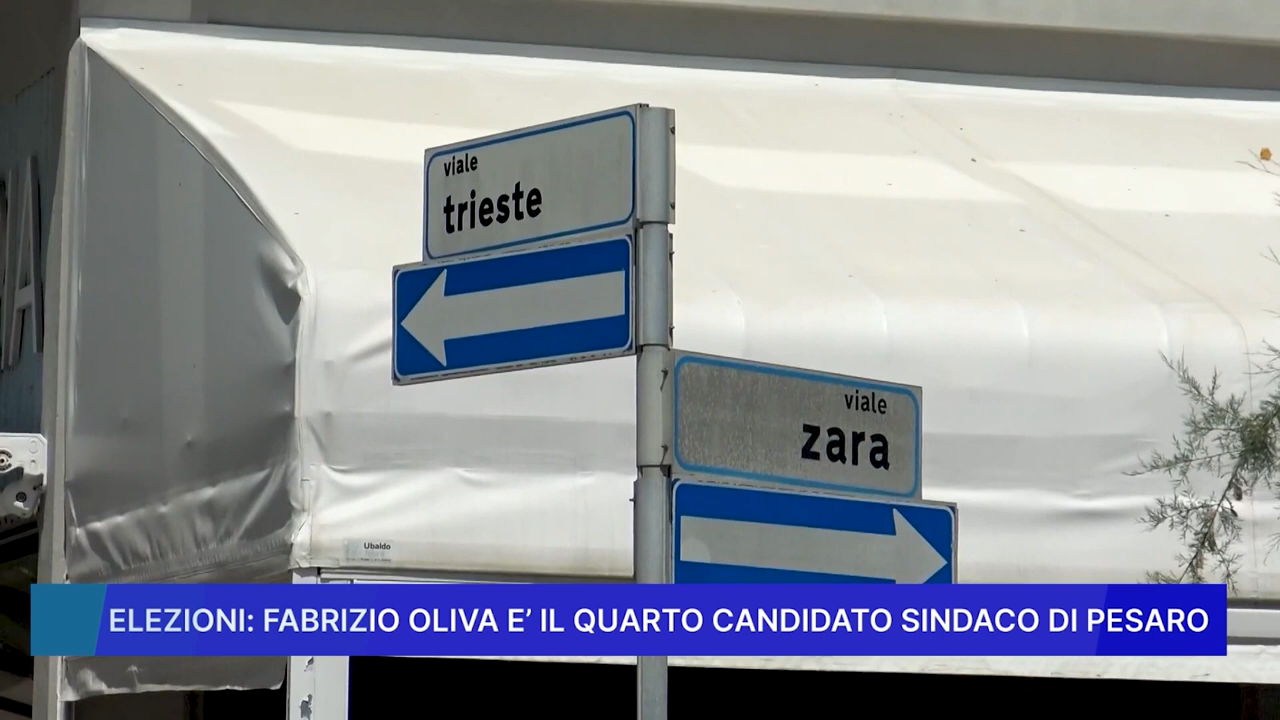 viale
trieste
viale
zara
Ubaldo
ELEZIONI: FABRIZIO OLIVA E’ IL QUARTO CANDIDATO SINDACO DI PESARO